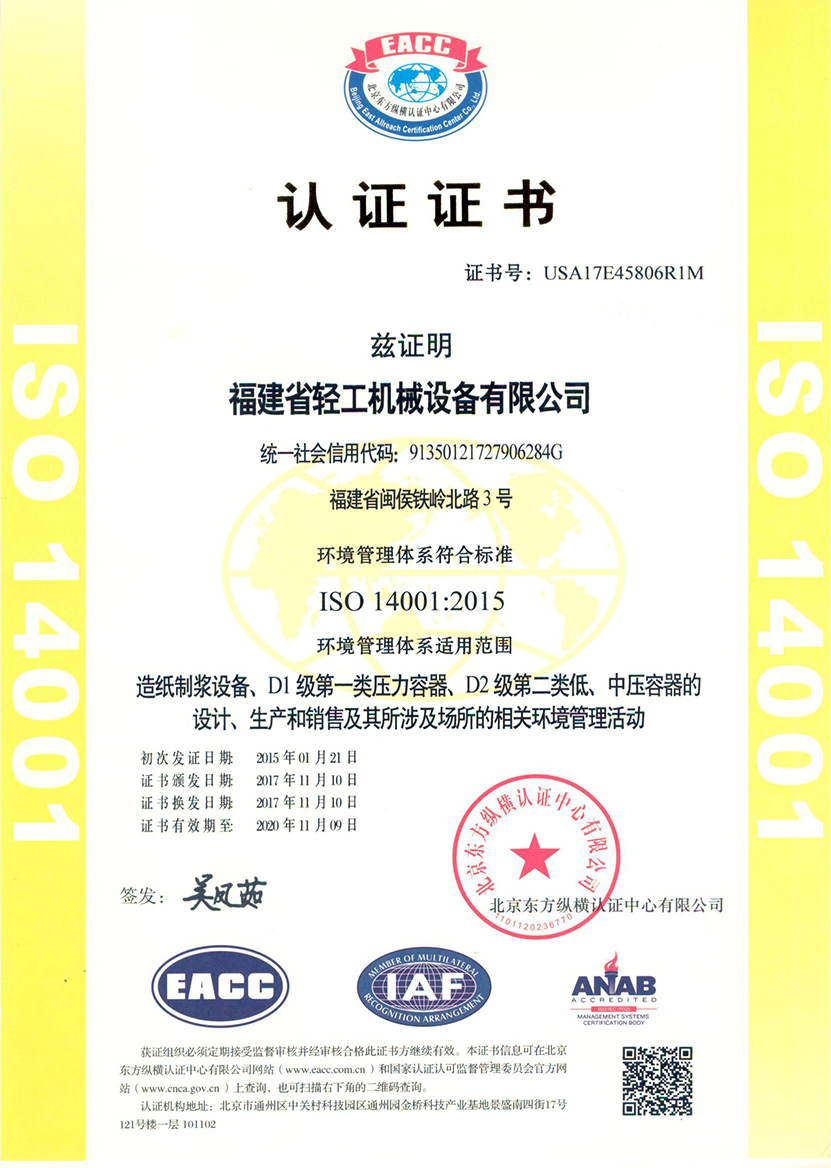 EACC
北京东方纵横认证中心有限公司
Beijing East Allreach Certification Center Co., Ltd.
认证证书
证书号：USA17E45806R1M
兹证明
福建省轻工机械设备有限公司
统一社会信用代码：91350121727906284G
福建省闽侯铁岭北路3号
环境管理体系符合标准
ISO 14001:2015
环境管理体系适用范围
造纸制浆设备、D1级第一类压力容器、D2级第二类低、中压容器的
设计、生产和销售及其所涉及场所的相关环境管理活动
初次发证日期: 2015年01月21日
证书颁发日期: 2017年11月10日
证书换发日期: 2017年11月10日
证书有效期至: 2020年11月09日
签发：吴凤茹
北京东方纵横认证中心有限公司
北京东方纵横认证中心有限公司
1101120236770
ISO 14001
ISO 14001
EACC
MEMBER OF MULTILATERAL
IAF
RECOGNITION ARRANGEMENT
ANAB
ACCREDITED
MANAGEMENT SYSTEMS
CERTIFICATION BODY
获证组织必须定期接受监督审核并经审核合格此证书方继续有效。本证书信息可在北京
东方纵横认证中心有限公司网站（www.eacc.com.cn）和国家认证认可监督管理委员会官方网
站（www.cnca.gov.cn）上查询，也可扫描右下角的二维码查询。
认证机构地址：北京市通州区中关村科技园区通州园金桥科技产业基地景盛南四街17号
121号楼一层 101102